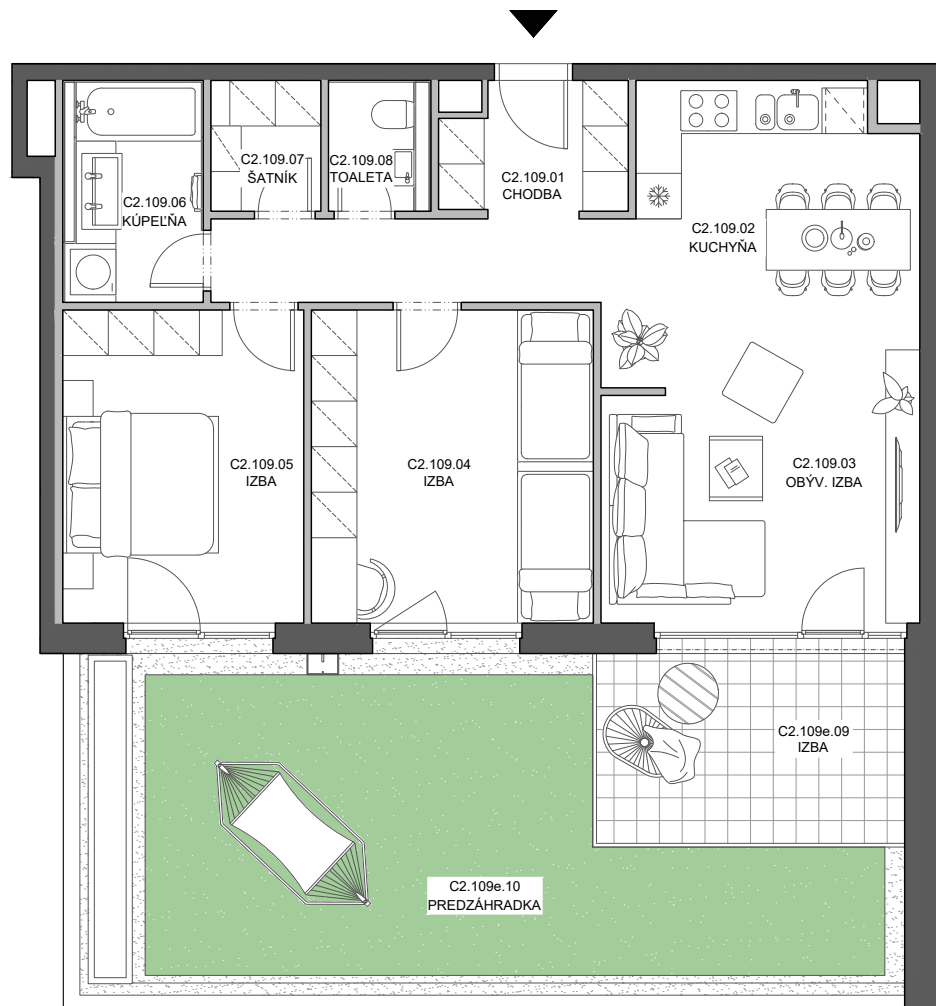 C2.109.07
ŠATNÍK
C2.109.08
TOALETA
C2.109.01
CHODBA
C2.109.06
KÚPEĽŇA
C2.109.02
KUCHYŇA
C2.109.05
IZBA
C2.109.04
IZBA
C2.109.03
OBÝV. IZBA
C2.109e.09
IZBA
C2.109e.10
PREDZÁHRADKA